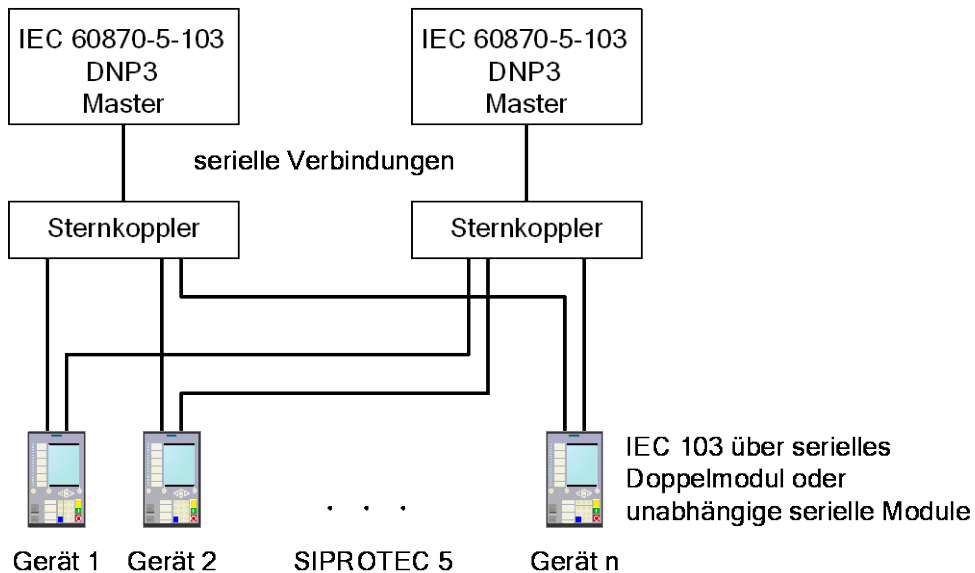 IEC 60870-5-103
DNP3
Master
IEC 60870-5-103
DNP3
Master
serielle Verbindungen
Sternkoppler
Sternkoppler
IEC 103 über serielles
Doppelmodul oder
unabhängige serielle Module
. . .
Gerät 1
Gerät 2
SIPROTEC 5
Gerät n